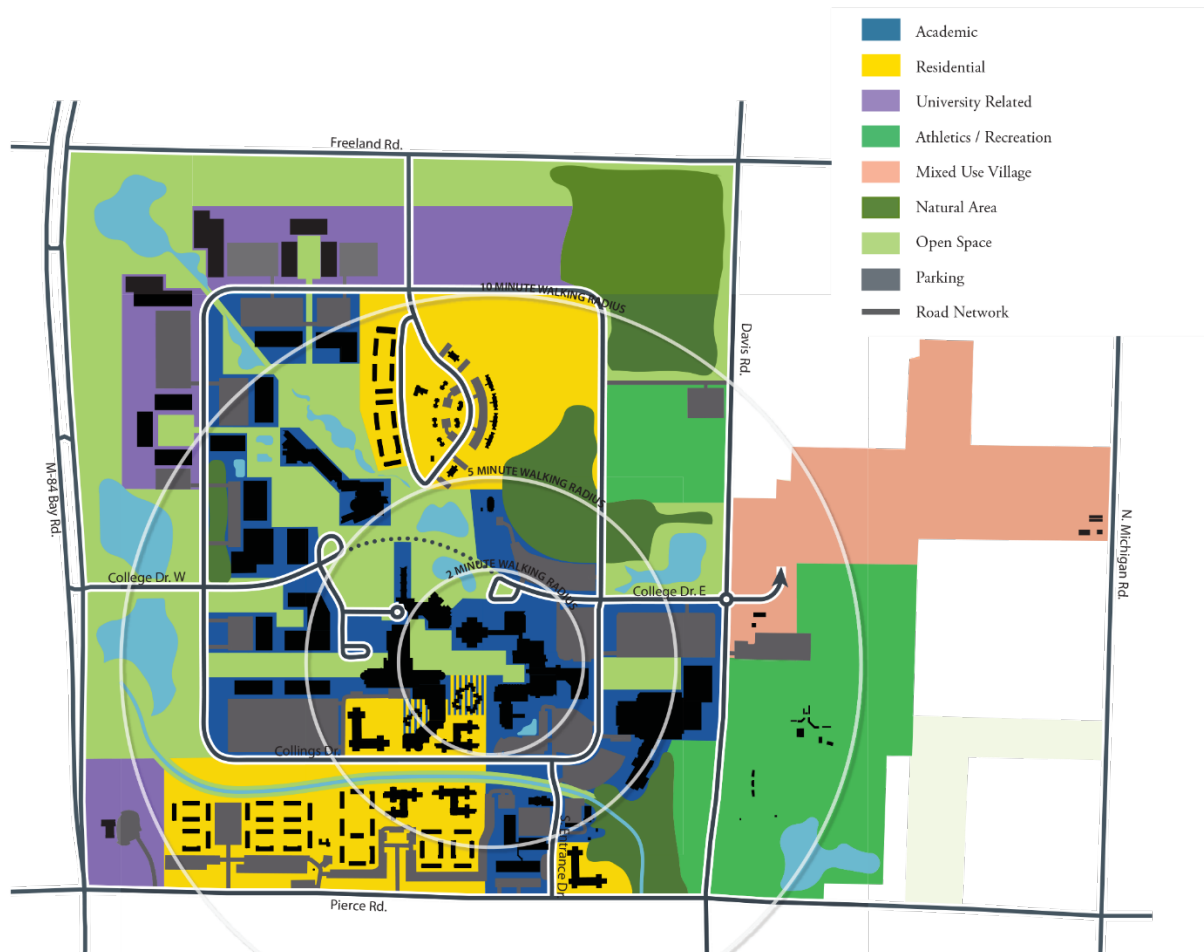 Academic
Residential
University Related
Athletics / Recreation
Mixed Use Village
Natural Area
Open Space
Parking
Road Network
Freeland Rd.
10 MINUTE WALKING RADIUS
Davis Rd.
5 MINUTE WALKING RADIUS
M-84 Bay Rd.
N. Michigan Rd.
College Dr. W
2 MINUTE WALKING RADIUS
College Dr. E
Collings Dr.
S.Entrance Dr.
Pierce Rd.